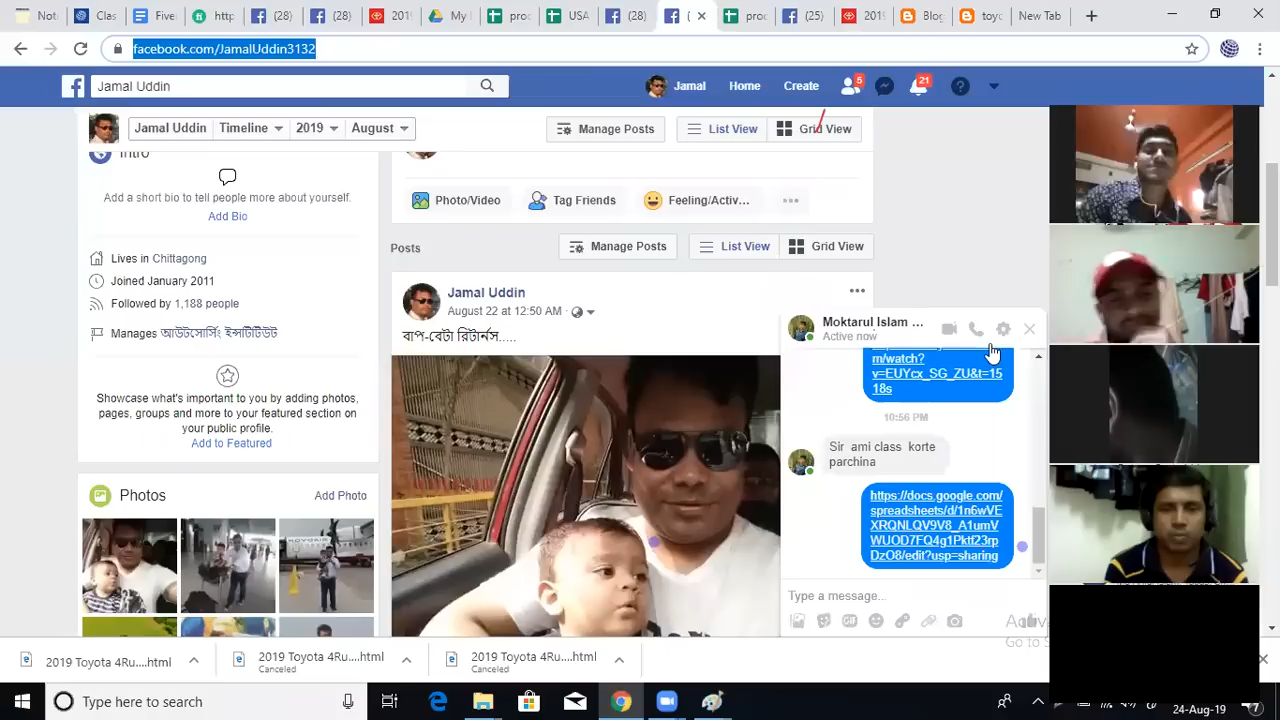 Not
Cas
Five
http
(28)
(28)
2019
My D
proc
USA
(28)
(
proc
(25)
2019
Blog
toyo
New Tab
facebook.com/JamalUddin3132
Jamal Uddin
Jamal
Home
Create
5
21
Jamal Uddin
Timeline
2019
August
Manage Posts
List View
Grid View
Intro
Add a short bio to tell people more about yourself.
Add Bio
Lives in Chittagong
Joined January 2011
Followed by 1,188 people
Manages আউটসোর্সিং ইন্সটিটিউট
Showcase what's important to you by adding photos,
pages, groups and more to your featured section on
your public profile.
Add to Featured
Photos
Add Photo
Photo/Video
Tag Friends
Feeling/Activ...
Posts
Manage Posts
List View
Grid View
Jamal Uddin
August 22 at 12:50 AM
বাপ-বেটা রিটার্নস.....
Moktarul Islam ...
Active now
m/watch?
v=EUYcx_SG_ZU&t=15
18s
10:56 PM
Sir ami class korte
parchina
https://docs.google.com/
spreadsheets/d/1n6wVE
XRQNLQV9V8_A1umV
WUOD7FQ4g1Pktf23rp
DzO8/edit?usp=sharing
Type a message...
Go to S
2019 Toyota 4Ru....html
2019 Toyota 4Ru....html
Canceled
2019 Toyota 4Ru....html
Canceled
Type here to search
24-Aug-19